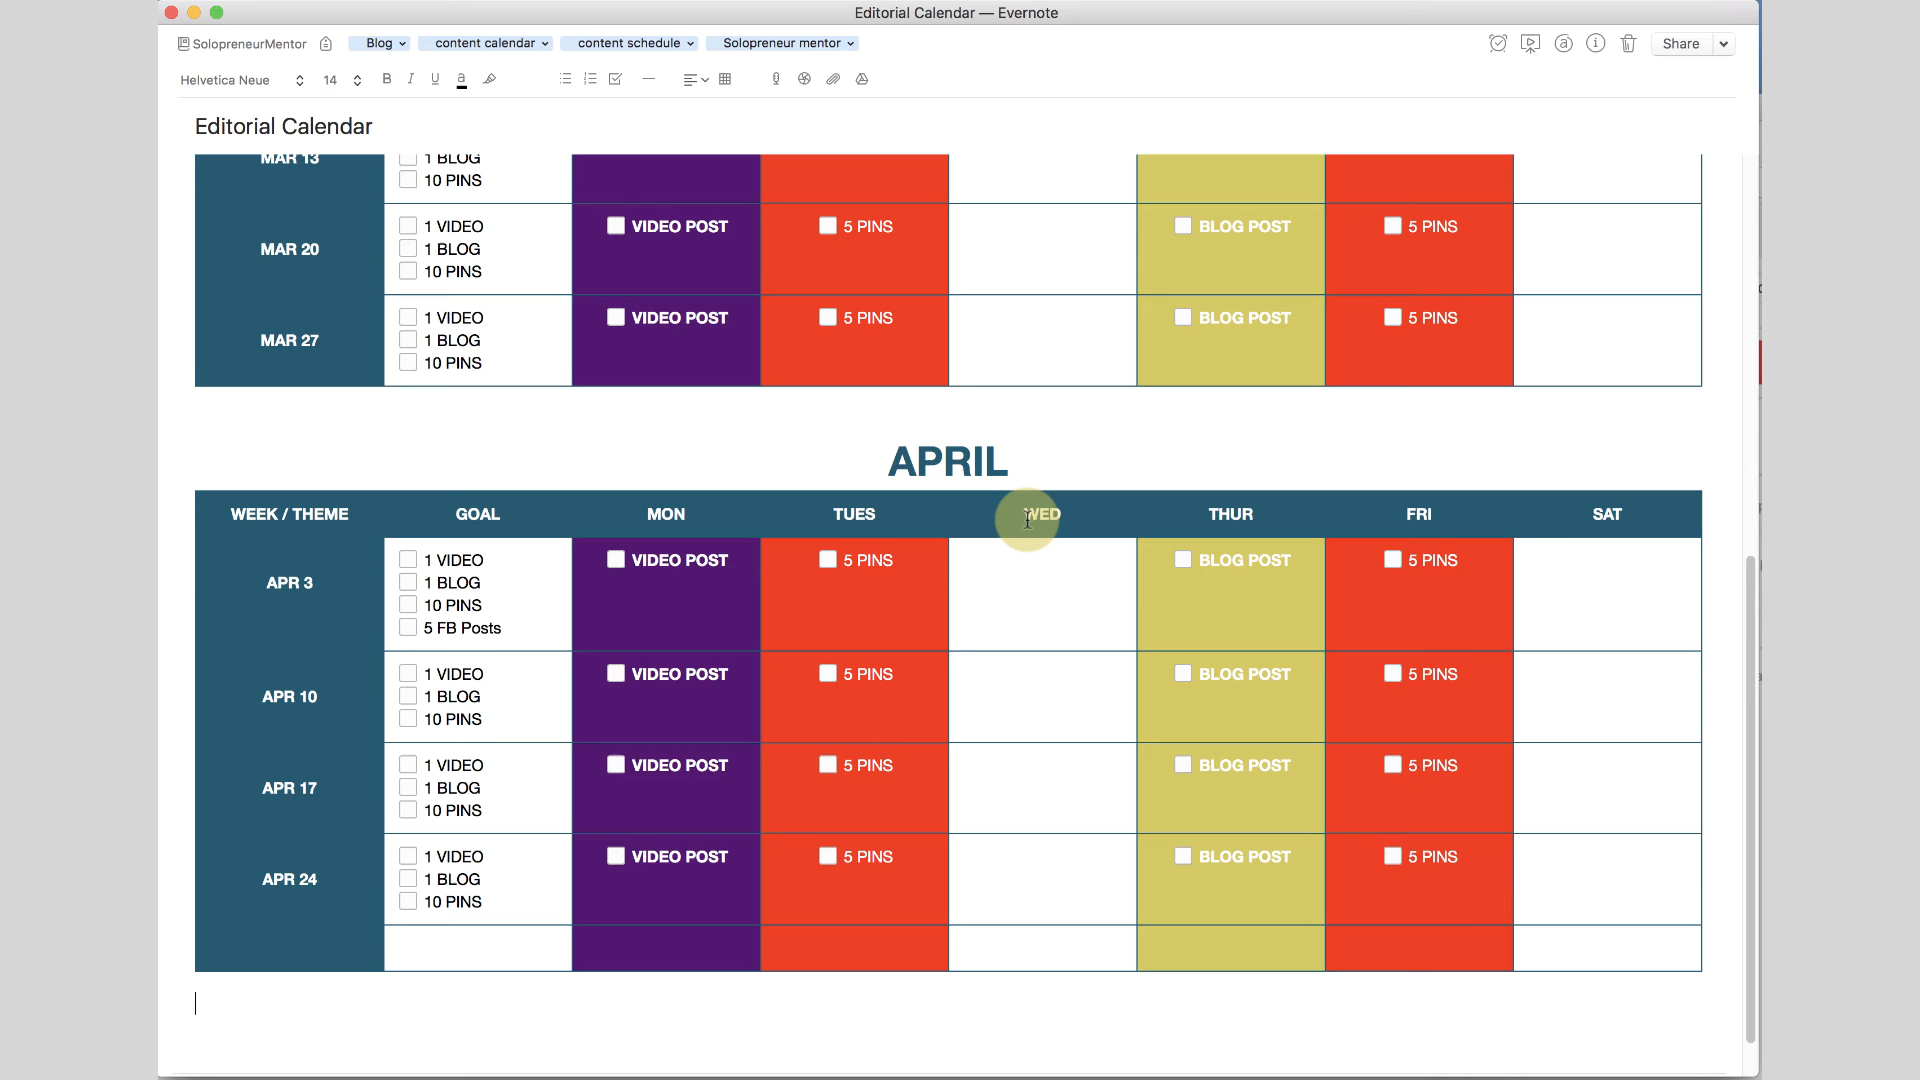 Editorial Calendar — Evernote
SolopreneurMentor Blog content calendar content schedule Solopreneur mentor Share
Helvetica Neue 14 B I U a
Editorial Calendar
MAR 13 1 BLOG
10 PINS
MAR 20
1 VIDEO VIDEO POST 5 PINS BLOG POST 5 PINS
1 BLOG
10 PINS
MAR 27
1 VIDEO VIDEO POST 5 PINS BLOG POST 5 PINS
1 BLOG
10 PINS
APRIL
WEEK / THEME GOAL MON TUES WED THUR FRI SAT
APR 3
1 VIDEO VIDEO POST 5 PINS BLOG POST 5 PINS
1 BLOG
10 PINS
5 FB Posts
APR 10
1 VIDEO VIDEO POST 5 PINS BLOG POST 5 PINS
1 BLOG
10 PINS
APR 17
1 VIDEO VIDEO POST 5 PINS BLOG POST 5 PINS
1 BLOG
10 PINS
APR 24
1 VIDEO VIDEO POST 5 PINS BLOG POST 5 PINS
1 BLOG
10 PINS